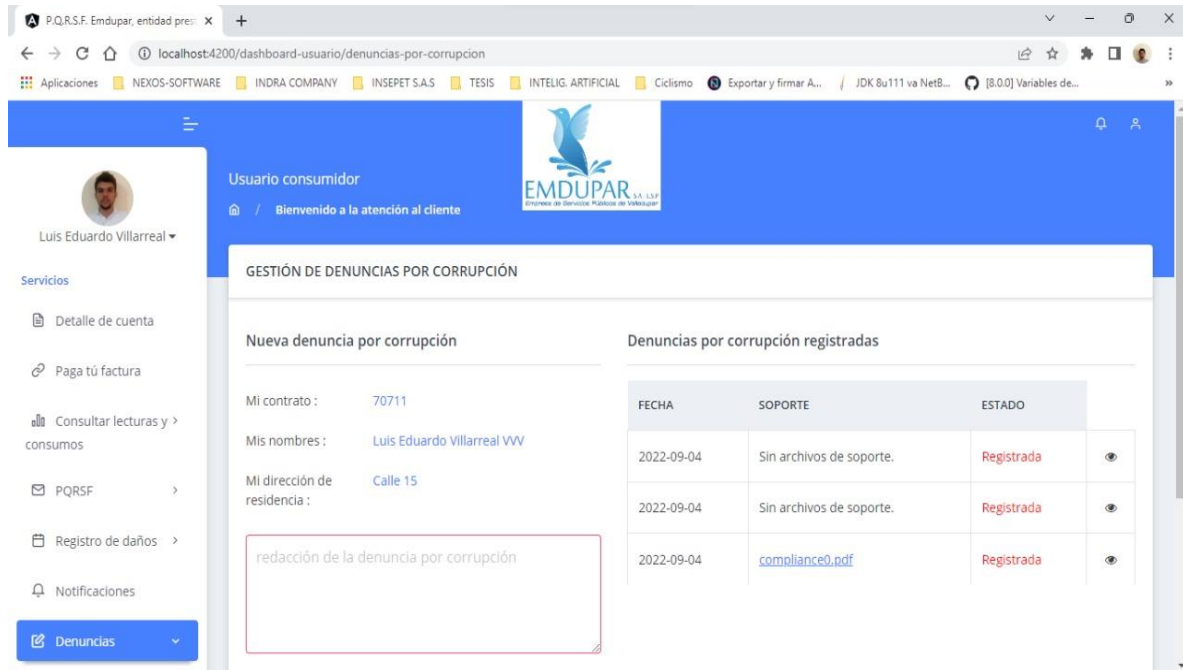 P.Q.R.S.F. Emdupar, entidad pres
localhost:4200/dashboard-usuario/denuncias-por-corrupcion
Aplicaciones NEXOS-SOFTWARE INDRA COMPANY INSEPET S.A.S TESIS INTELIG. ARTIFICIAL Ciclismo Exportar y firmar A... JDK 8u111 va NetB... [8.0.0] Variables de... »
EMDUPAR S.A. E.S.P.
Empresa de Servicios Públicos de Valledupar
Usuario consumidor
/ Bienvenido a la atención al cliente
Luis Eduardo Villarreal
Servicios
Detalle de cuenta
Paga tú factura
Consultar lecturas y
consumos
PQRSF
Registro de daños
Notificaciones
Denuncias
GESTIÓN DE DENUNCIAS POR CORRUPCIÓN
Nueva denuncia por corrupción
Mi contrato : 70711
Mis nombres : Luis Eduardo Villarreal VVV
Mi dirección de Calle 15
residencia :
redacción de la denuncia por corrupción
Denuncias por corrupción registradas
FECHA SOPORTE ESTADO
2022-09-04 Sin archivos de soporte. Registrada
2022-09-04 Sin archivos de soporte. Registrada
2022-09-04 compliance0.pdf Registrada